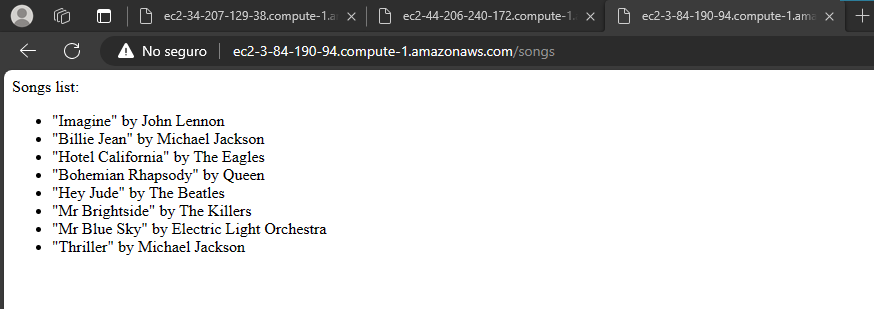 ec2-34-207-129-38.compute-1.a
ec2-44-206-240-172.compute-1.
ec2-3-84-190-94.compute-1.ama
No seguro
ec2-3-84-190-94.compute-1.amazonaws.com/songs
Songs list:
"Imagine" by John Lennon
"Billie Jean" by Michael Jackson
"Hotel California" by The Eagles
"Bohemian Rhapsody" by Queen
"Hey Jude" by The Beatles
"Mr Brightside" by The Killers
"Mr Blue Sky" by Electric Light Orchestra
"Thriller" by Michael Jackson